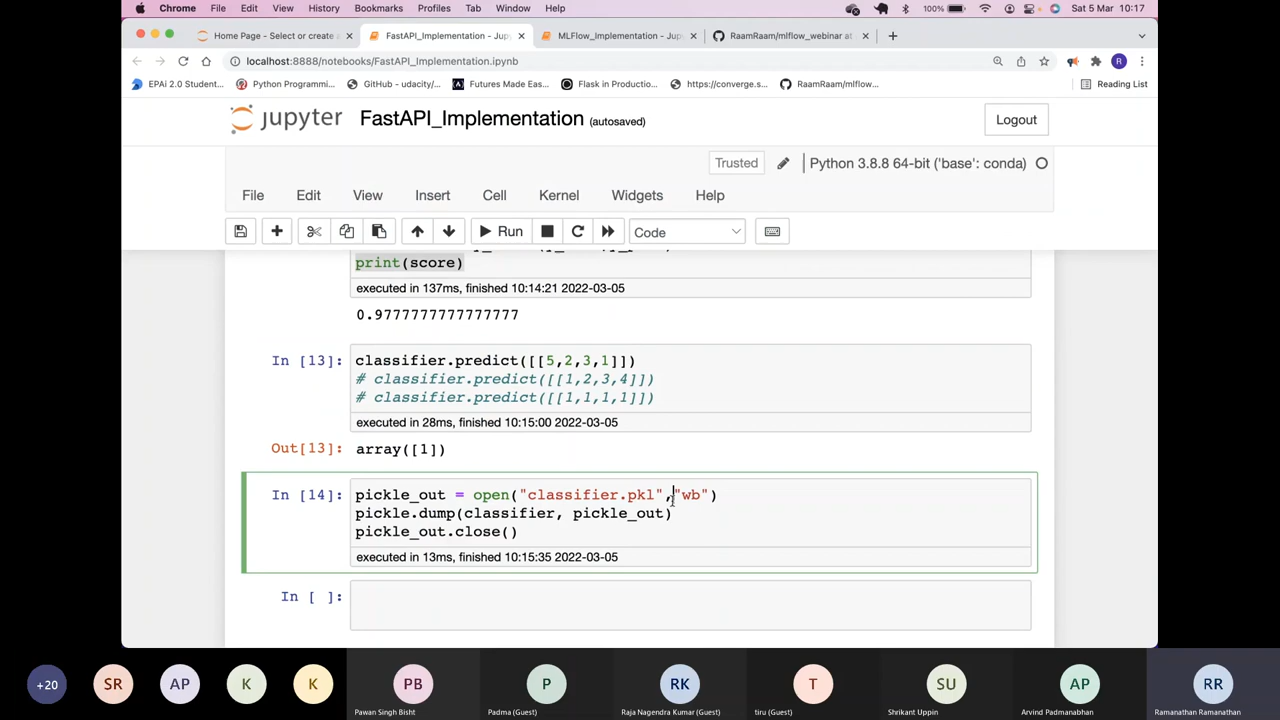 Chrome File Edit View History Bookmarks Profiles Tab Window Help 100% Sat 5 Mar 10:17
Home Page - Select or create a FastAPI_Implementation - Jup MLFlow_Implementation - Jup RaamRaam/mlflow_webinar at
localhost:8888/notebooks/FastAPI_Implementation.ipynb R
EPAi 2.0 Student... Python Programmi... GitHub - udacity/... Futures Made Eas... Flask in Production... https://converge.s... RaamRaam/mlflow... Reading List
jupyter FastAPI_Implementation (autosaved) Logout
Trusted Python 3.8.8 64-bit ('base': conda)
File Edit View Insert Cell Kernel Widgets Help
Run Code
print(score)
executed in 137ms, finished 10:14:21 2022-03-05
0.9777777777777777
In [13]: classifier.predict([[5,2,3,1]])
# classifier.predict([[1,2,3,4]])
# classifier.predict([[1,1,1,1]])
executed in 28ms, finished 10:15:00 2022-03-05
Out[13]: array([1])
In [14]: pickle_out = open("classifier.pkl","wb")
pickle.dump(classifier, pickle_out)
pickle_out.close()
executed in 13ms, finished 10:15:35 2022-03-05
In [ ]:
+20 SR AP K K PB P RK T SU AP RR
Pawan Singh Bisht Padma (Guest) Raja Nagendra Kumar (Guest) tiru (Guest) Shrikant Uppin Arvind Padmanabhan Ramanathan Ramanathan